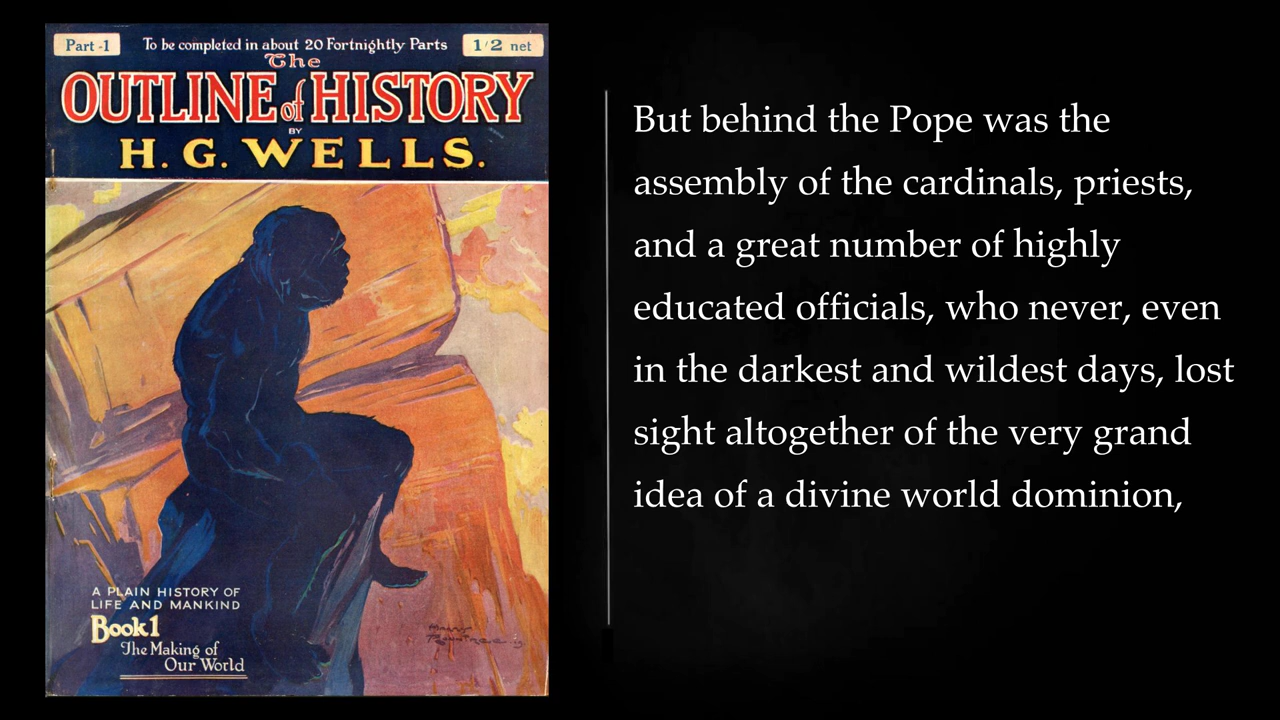 Part -1
To be completed in about 20 Fortnightly Parts
1/2 net
The
OUTLINE of HISTORY
BY
H. G. WELLS.
A PLAIN HISTORY OF
LIFE AND MANKIND
Book 1
The Making of
Our World
But behind the Pope was the
assembly of the cardinals, priests,
and a great number of highly
educated officials, who never, even
in the darkest and wildest days, lost
sight altogether of the very grand
idea of a divine world dominion,